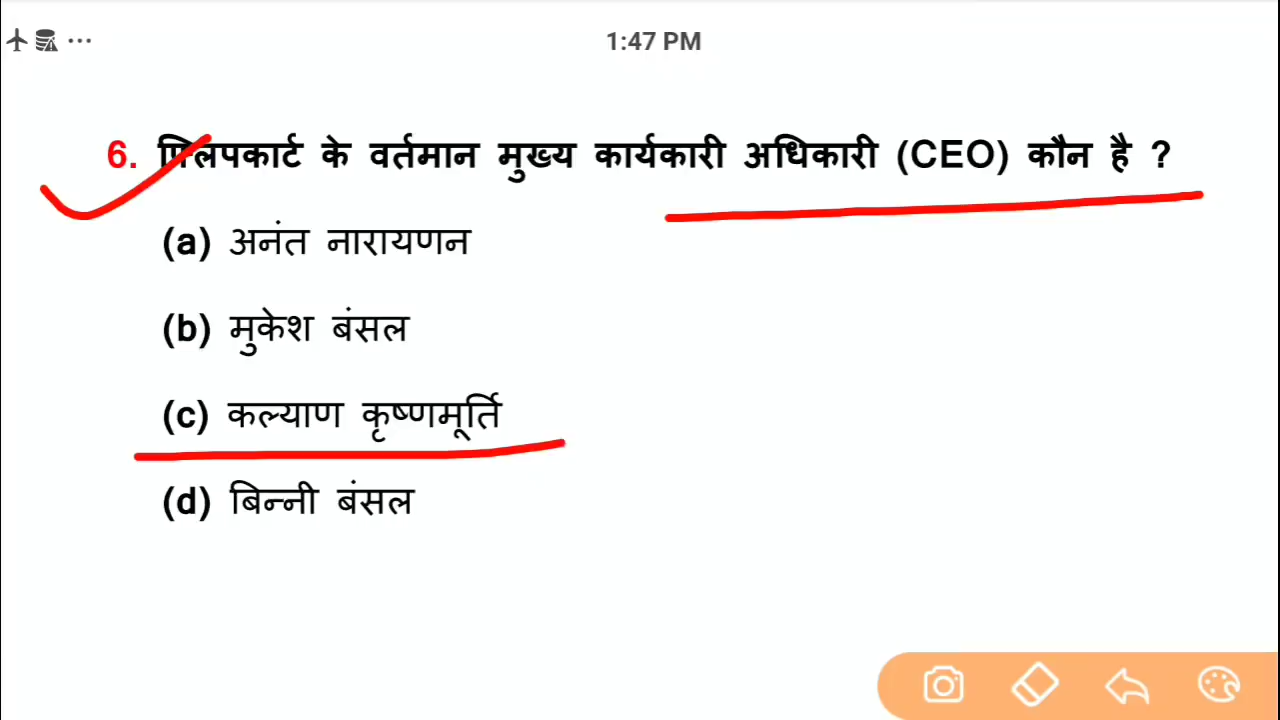 1:47 PM
6. फ्लिपकार्ट के वर्तमान मुख्य कार्यकारी अधिकारी (CEO) कौन है ?
(a) अनंत नारायणन
(b) मुकेश बंसल
(c) कल्याण कृष्णमूर्ति
(d) बिन्नी बंसल